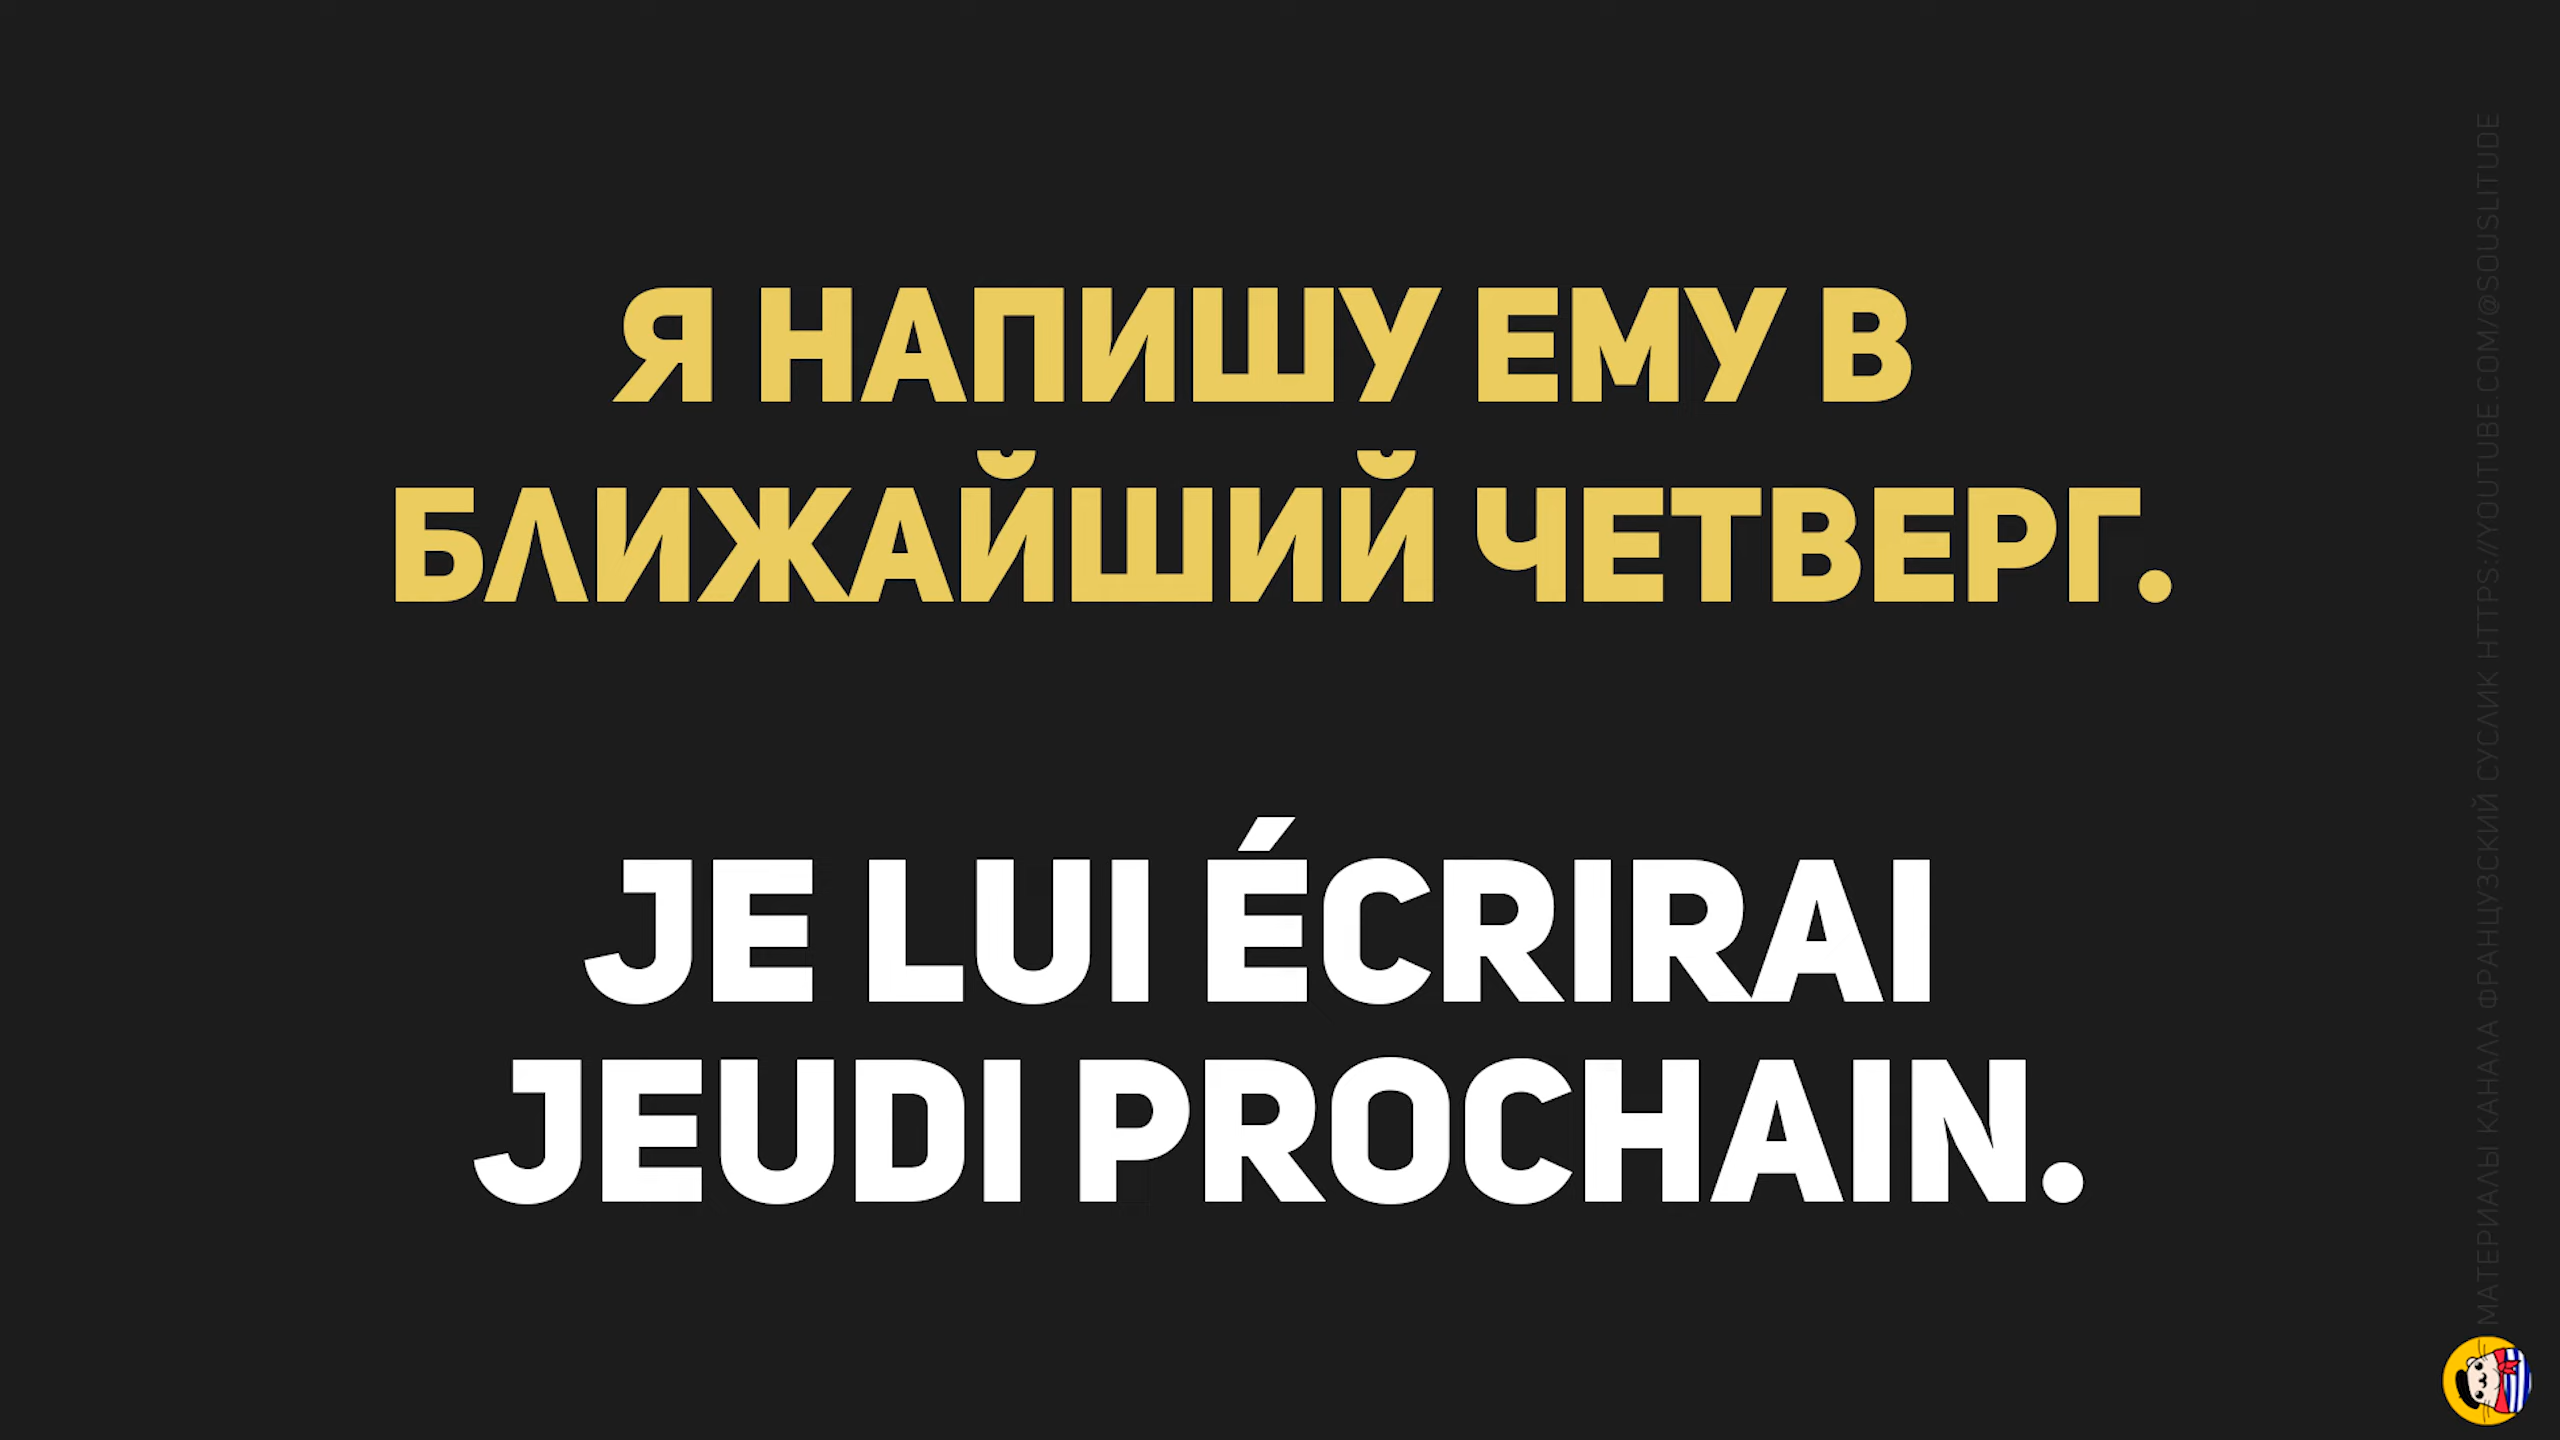 Я НАПИШУ ЕМУ В
БЛИЖАЙШИЙ ЧЕТВЕРГ.
JE LUI ÉCRIRAI
JEUDI PROCHAIN.
МАТЕРИАЛЫ КАНАЛА ФРАНЦУЗСКИЙ СУСЛИК HTTPS://YOUTUBE.COM/@SOUSLITUDE